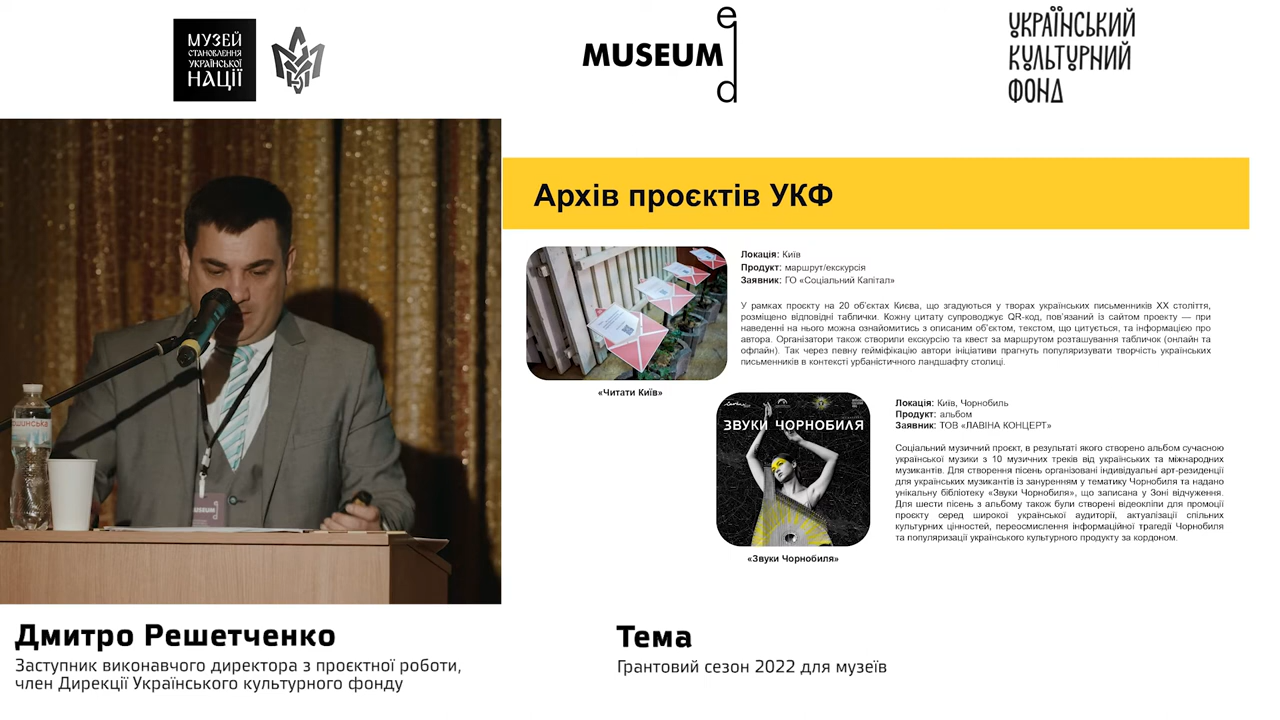 МУЗЕЙ
СТАНОВЛЕННЯ
УКРАЇНСЬКОЇ
НАЦІЇ
MUSEUM
ed
УКРАЇНСЬКИЙ
КУЛЬТУРНИЙ
ФОНД
Архів проєктів УКФ
Локація: Київ
Продукт: маршрут/екскурсія
Заявник: ГО «Соціальний Капітал»
У рамках проєкту на 20 об'єктах Києва, що згадуються у творах українських письменників XX століття,
розміщено відповідні таблички. Кожну цитату супроводжує QR-код, пов'язаний із сайтом проекту — при
наведенні на нього можна ознайомитись з описаним об'єктом, текстом, що цитується, та інформацією про
автора. Організатори також створили екскурсію та квест за маршрутом розташування табличок (онлайн та
офлайн). Так через певну гейміфікацію автори ініціативи прагнуть популяризувати творчість українських
письменників в контексті урбаністичного ландшафту столиці.
«Читати Київ»
ЗВУКИ ЧОРНОБИЛЯ
Локація: Київ, Чорнобиль
Продукт: альбом
Заявник: ТОВ «ЛАВІНА КОНЦЕРТ»
Соціальний музичний проєкт, в результаті якого створено альбом сучасною
української музики з 10 музичних треків від українських та міжнародних
музикантів. Для створення пісень організовані індивідуальні арт-резиденції
для українських музикантів із зануренням у тематику Чорнобиля та надано
унікальну бібліотеку «Звуки Чорнобиля», що записана у Зоні відчуження.
Для шести пісень з альбому також були створені відеокліпи для промоції
проєкту серед широкої української аудиторії, актуалізації спільних
культурних цінностей, переосмислення інформаційної трагедії Чорнобиля
та популяризації українського культурного продукту за кордоном.
«Звуки Чорнобиля»
Дмитро Решетченко
Заступник виконавчого директора з проєктної роботи,
член Дирекції Українського культурного фонду
Тема
Грантовий сезон 2022 для музеїв